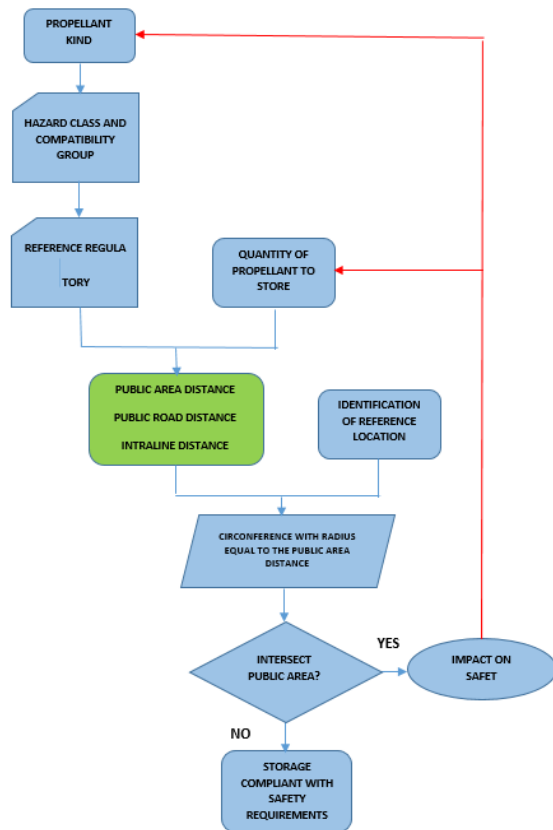 PROPELLANT
KIND
HAZARD CLASS AND
COMPATIBILITY
GROUP
REFERENCE REGULA
TORY
QUANTITY OF
PROPELLANT TO
STORE
PUBLIC AREA DISTANCE
PUBLIC ROAD DISTANCE
INTRALINE DISTANCE
IDENTIFICATION
OF REFERENCE
LOCATION
CIRCONFERENCE WITH RADIUS
EQUAL TO THE PUBLIC AREA
DISTANCE
INTERSECT
PUBLIC AREA?
YES
IMPACT ON
SAFET
NO
STORAGE
COMPLIANT WITH
SAFETY
REQUIREMENTS